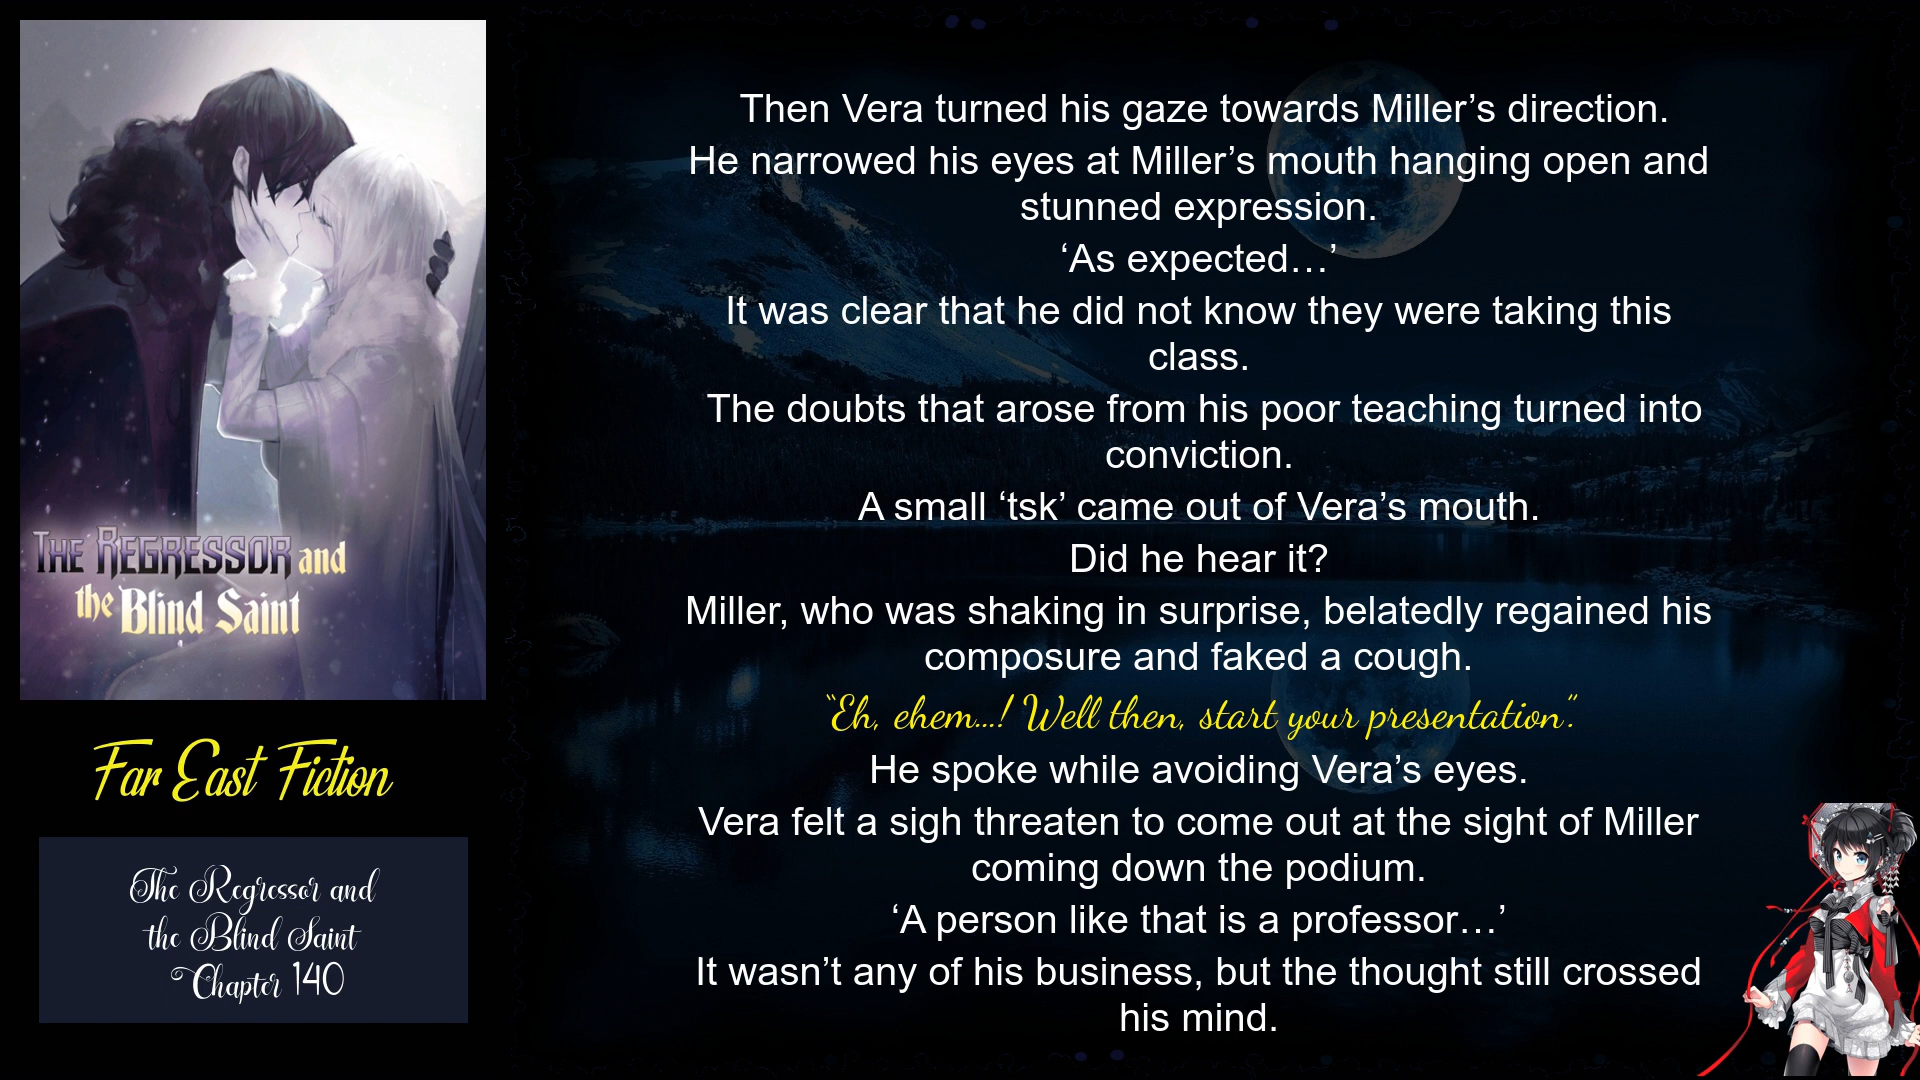 THE REGRESSOR and
the Blind Saint
Far East Fiction
The Regressor and
the Blind Saint
Chapter 140
Then Vera turned his gaze towards Miller’s direction.
He narrowed his eyes at Miller’s mouth hanging open and
stunned expression.
‘As expected…’
It was clear that he did not know they were taking this
class.
The doubts that arose from his poor teaching turned into
conviction.
A small ‘tsk’ came out of Vera’s mouth.
Did he hear it?
Miller, who was shaking in surprise, belatedly regained his
composure and faked a cough.
“Eh, ehem…! Well then, start your presentation.”
He spoke while avoiding Vera’s eyes.
Vera felt a sigh threaten to come out at the sight of Miller
coming down the podium.
‘A person like that is a professor…’
It wasn’t any of his business, but the thought still crossed
his mind.